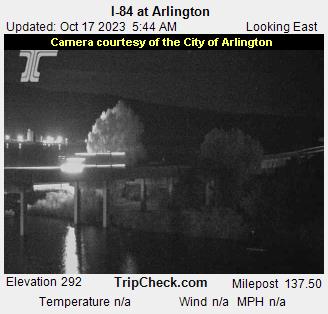 I-84 at Arlington
Updated: Oct 17 2023 5:44 AM Looking East
Camera courtesy of the City of Arlington
Elevation 292 TripCheck.com Milepost 137.50
Temperature n/a Wind n/a MPH n/a